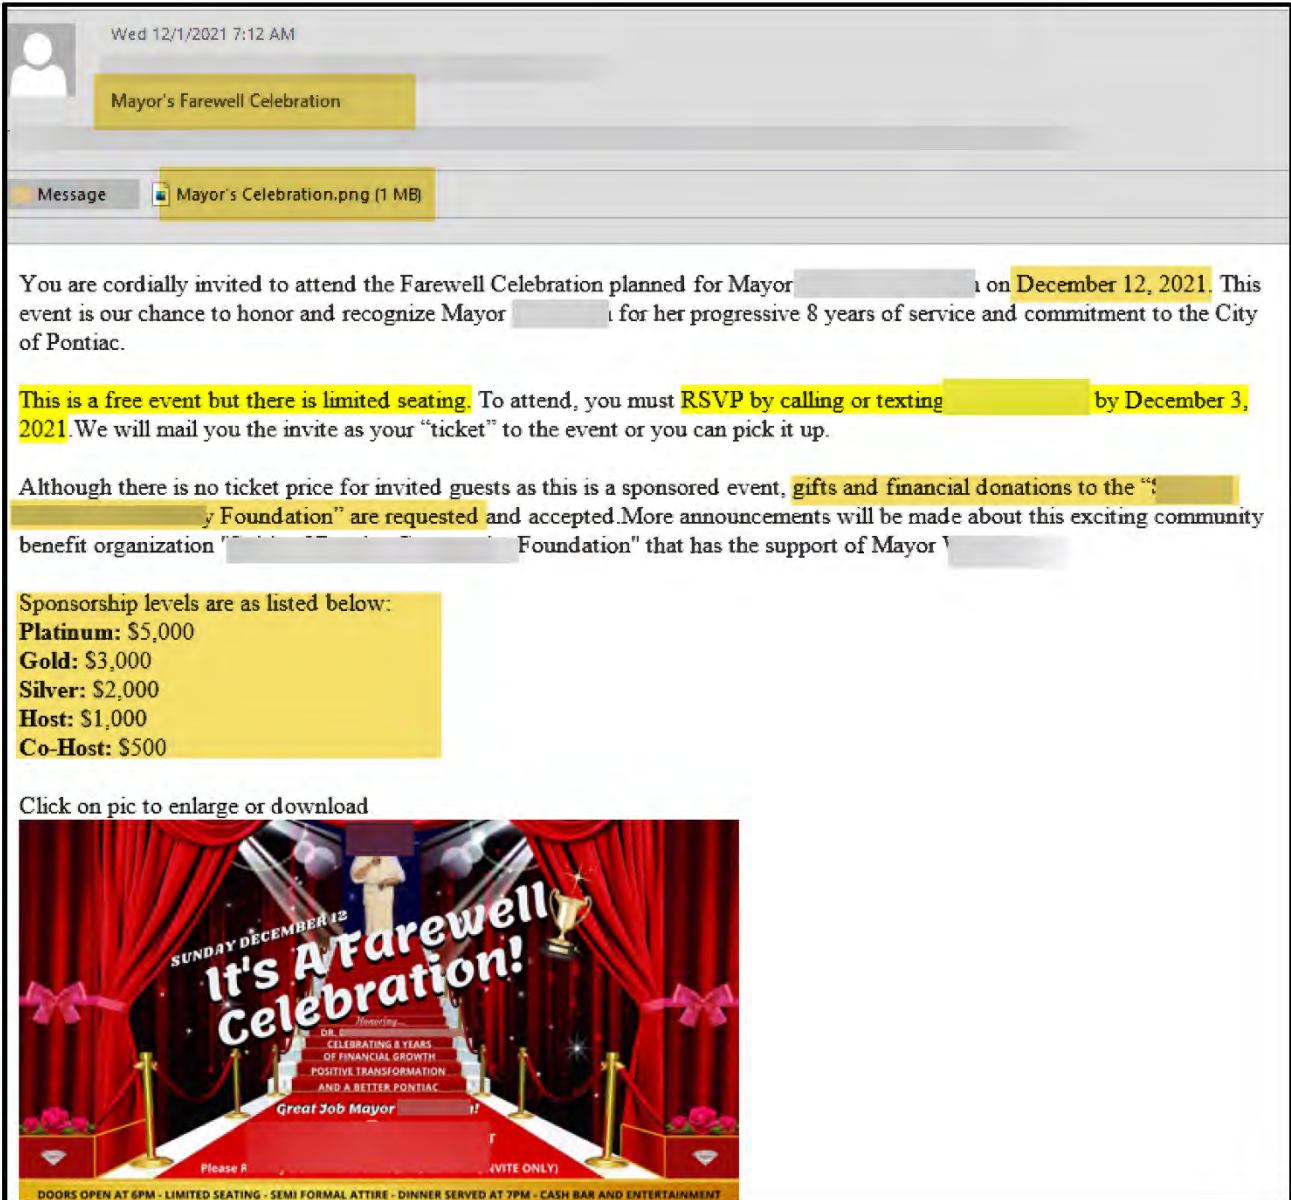 Wed 12/1/2021 7:12 AM
Mayor's Farewell Celebration
Message
Mayor's Celebration.png (1 MB)
You are cordially invited to attend the Farewell Celebration planned for Mayor on December 12, 2021. This
event is our chance to honor and recognize Mayor for her progressive 8 years of service and commitment to the City
of Pontiac.
This is a free event but there is limited seating. To attend, you must RSVP by calling or texting by December 3,
2021.We will mail you the invite as your “ticket” to the event or you can pick it up.
Although there is no ticket price for invited guests as this is a sponsored event, gifts and financial donations to the “
Foundation” are requested and accepted.More announcements will be made about this exciting community
benefit organization " Foundation" that has the support of Mayor
Sponsorship levels are as listed below:
Platinum: $5,000
Gold: $3,000
Silver: $2,000
Host: $1,000
Co-Host: $500
Click on pic to enlarge or download
SUNDAY DECEMBER 12
It's A Farewell
Celebration!
Honoring...
DR.
CELEBRATING 8 YEARS
OF FINANCIAL GROWTH
POSITIVE TRANSFORMATION
AND A BETTER PONTIAC
Great Job Mayor !
Please
ONLY)
DOORS OPEN AT 6PM - LIMITED SEATING - SEMI FORMAL ATTIRE - DINNER SERVED AT 7PM - CASH BAR AND ENTERTAINMENT